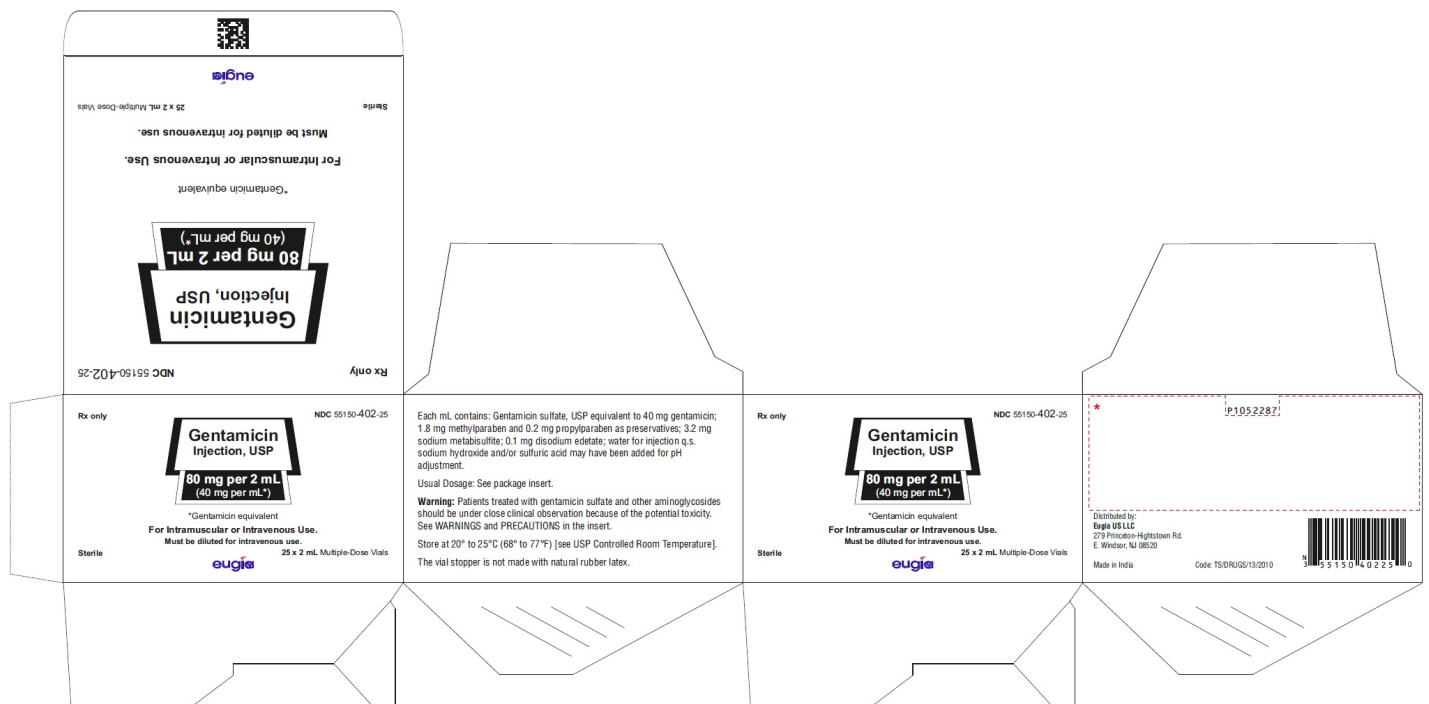 eugia
Sterile
25 x 2 mL Multiple-Dose Vials
Must be diluted for intravenous use.
For Intramuscular or Intravenous Use.
*Gentamicin equivalent
(40 mg per mL*)
80 mg per 2 mL
Injection, USP
Gentamicin
Rx only
NDC 55150-402-25
Rx only
NDC 55150-402-25
Gentamicin
Injection, USP
80 mg per 2 mL
(40 mg per mL*)
*Gentamicin equivalent
For Intramuscular or Intravenous Use.
Must be diluted for intravenous use.
Sterile
25 x 2 mL Multiple-Dose Vials
eugia
Each mL contains: Gentamicin sulfate, USP equivalent to 40 mg gentamicin;
1.8 mg methylparaben and 0.2 mg propylparaben as preservatives; 3.2 mg
sodium metabisulfite; 0.1 mg disodium edetate; water for injection q.s.
sodium hydroxide and/or sulfuric acid may have been added for pH
adjustment.
Usual Dosage: See package insert.
Warning: Patients treated with gentamicin sulfate and other aminoglycosides
should be under close clinical observation because of the potential toxicity.
See WARNINGS and PRECAUTIONS in the insert.
Store at 20° to 25°C (68° to 77°F) [see USP Controlled Room Temperature].
The vial stopper is not made with natural rubber latex.
Rx only
NDC 55150-402-25
Gentamicin
Injection, USP
80 mg per 2 mL
(40 mg per mL*)
*Gentamicin equivalent
For Intramuscular or Intravenous Use.
Must be diluted for intravenous use.
Sterile
25 x 2 mL Multiple-Dose Vials
eugia
*
P1052287
Distributed by:
Eugia US LLC
279 Princeton-Hightstown Rd.
E. Windsor, NJ 08520
Made in India
Code: TS/DRUGS/13/2010
N
3 55150 40225 0